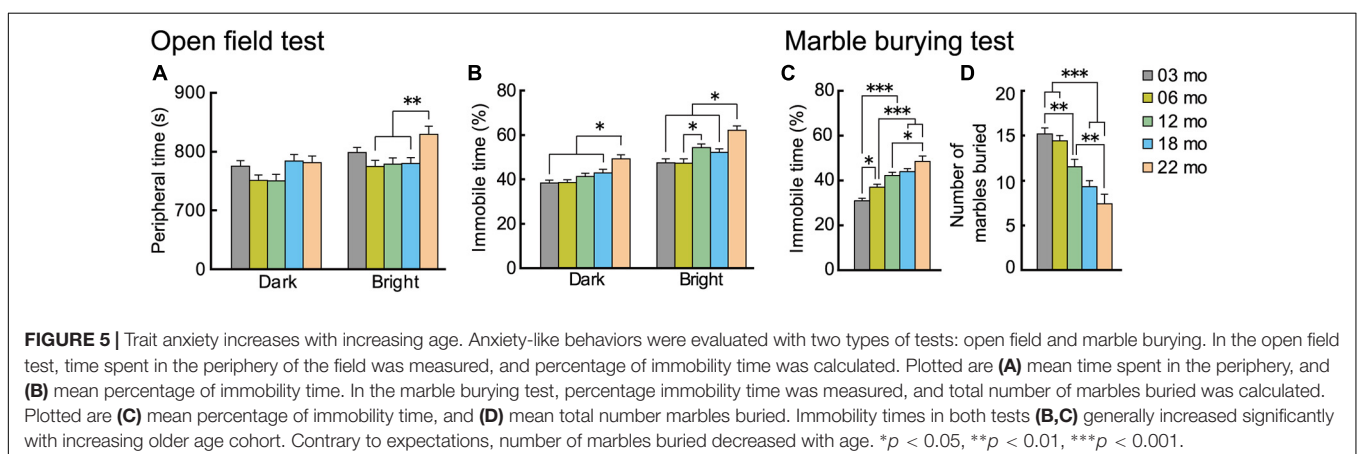 Open field test
Marble burying test
A
B
C
D
Peripheral time (s)
900
800
700
0
**
Dark
Bright
Immobile time (%)
80
60
40
20
0
*
*
*
Dark
Bright
Immobile time (%)
80
60
40
20
0
***
***
*
*
Number of
marbles buried
20
15
10
5
0
***
**
**
03 mo
06 mo
12 mo
18 mo
22 mo
FIGURE 5 | Trait anxiety increases with increasing age. Anxiety-like behaviors were evaluated with two types of tests: open field and marble burying. In the open field
test, time spent in the periphery of the field was measured, and percentage of immobility time was calculated. Plotted are (A) mean time spent in the periphery, and
(B) mean percentage of immobility time. In the marble burying test, percentage immobility time was measured, and total number of marbles buried was calculated.
Plotted are (C) mean percentage of immobility time, and (D) mean total number marbles buried. Immobility times in both tests (B,C) generally increased significantly
with increasing older age cohort. Contrary to expectations, number of marbles buried decreased with age. *p < 0.05, **p < 0.01, ***p < 0.001.